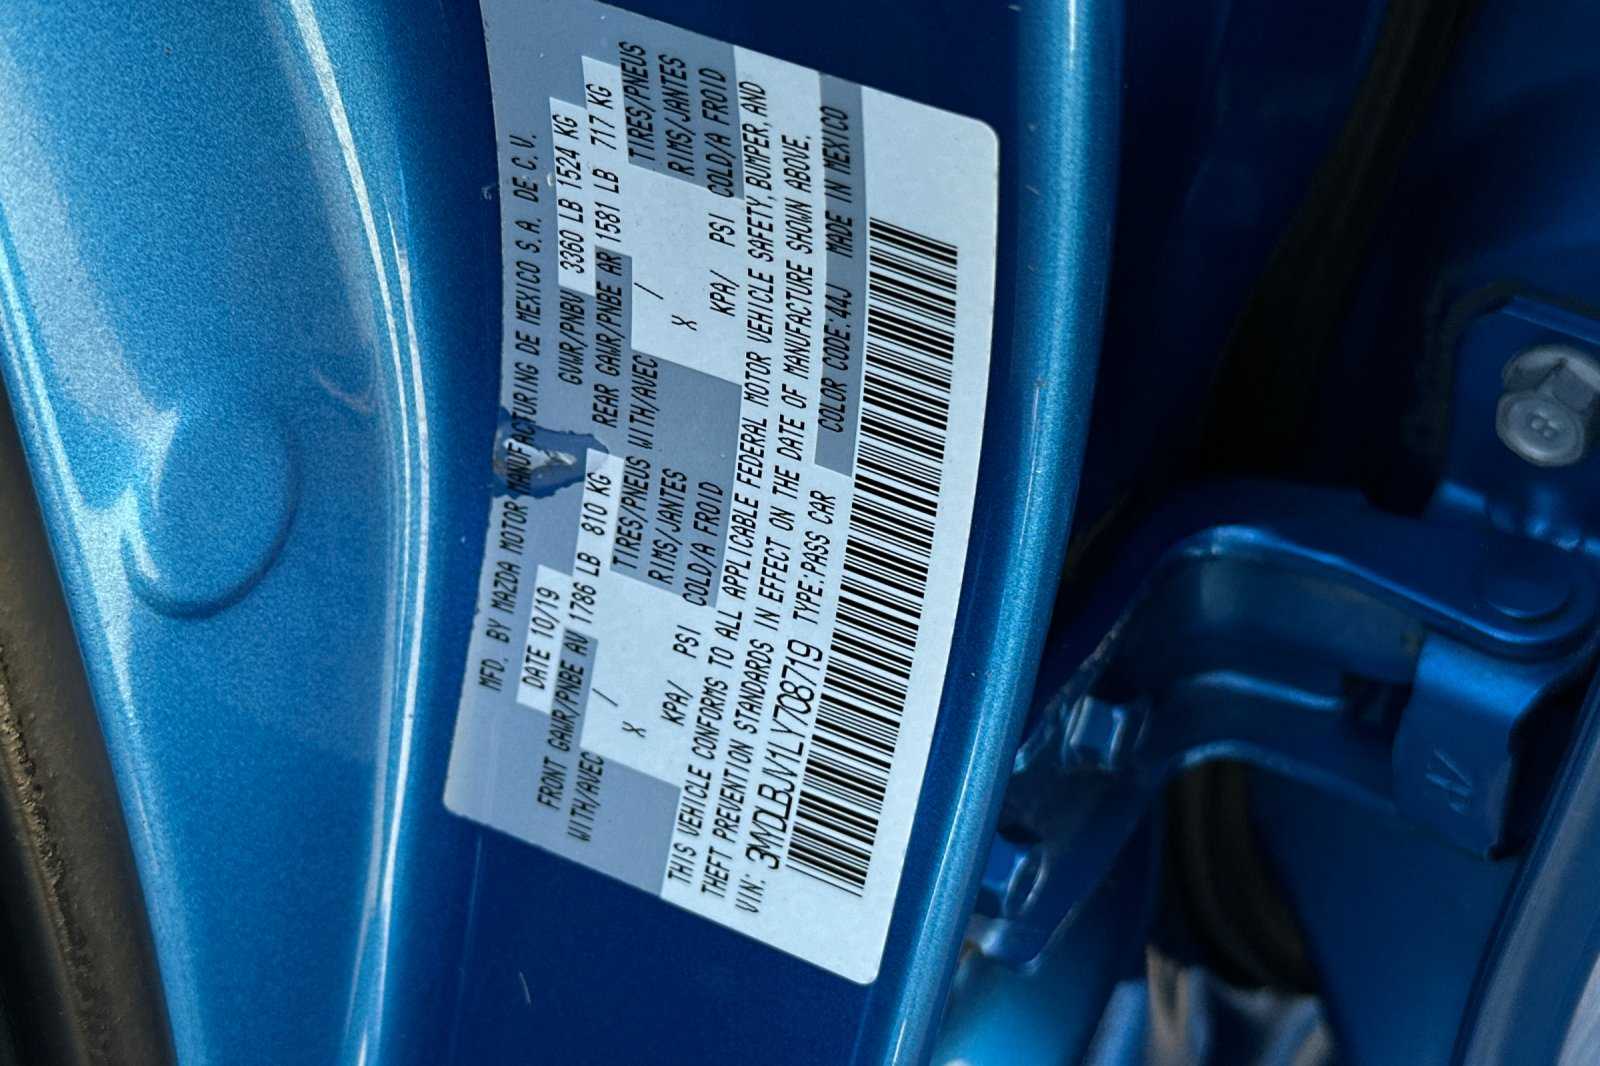 MFD. BY MAZDA MOTOR MANUFACTURING DE MEXICO S.A. DE C.V.
DATE 10/19 GVWR/PNBV 3360 LB 1524 KG
FRONT GAWR/PNBE AV 1786 LB 810 KG REAR GAWR/PNBE AR 1581 LB 717 KG
WITH/AVEC / TIRES/PNEUS WITH/AVEC / TIRES/PNEUS
X RIMS/JANTES X RIMS/JANTES
KPA/ PSI COLD/A FROID KPA/ PSI COLD/A FROID
THIS VEHICLE CONFORMS TO ALL APPLICABLE FEDERAL MOTOR VEHICLE SAFETY, BUMPER, AND
THEFT PREVENTION STANDARDS IN EFFECT ON THE DATE OF MANUFACTURE SHOWN ABOVE.
VIN: 3MYDLBJV1LY708719 TYPE:PASS CAR COLOR CODE:44J MADE IN MEXICO
8